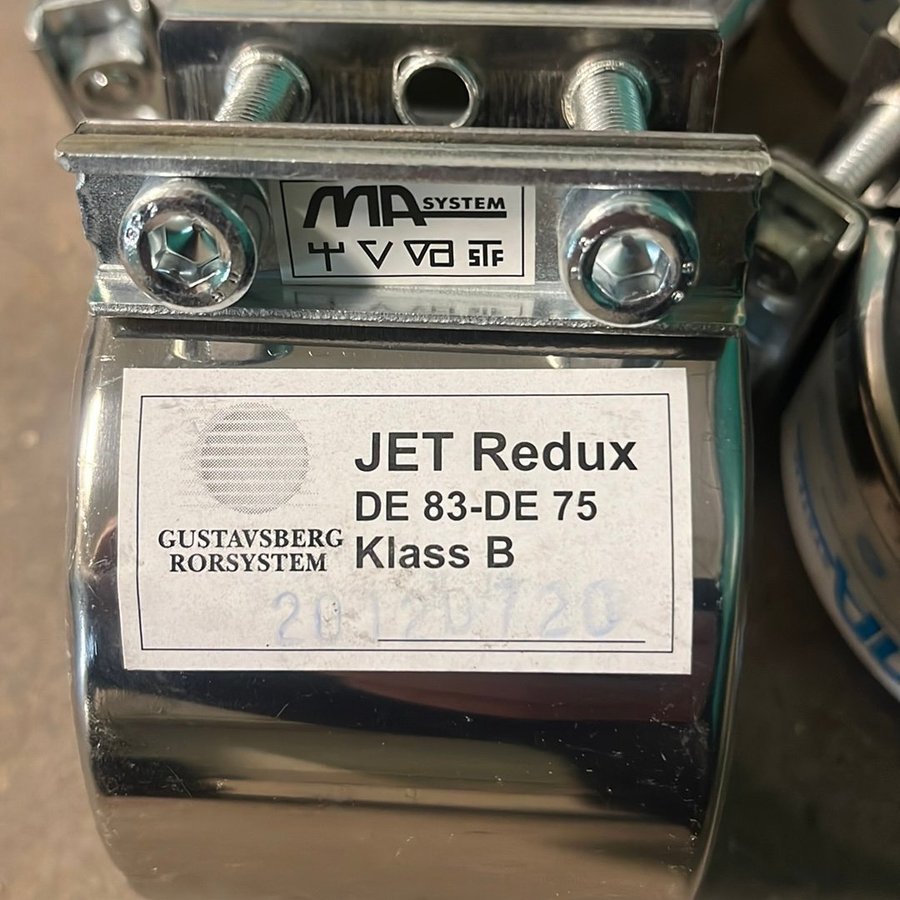 MA SYSTEM
STF
JET Redux
DE 83-DE 75
Klass B
GUSTAVSBERG
RORSYSTEM
20120720